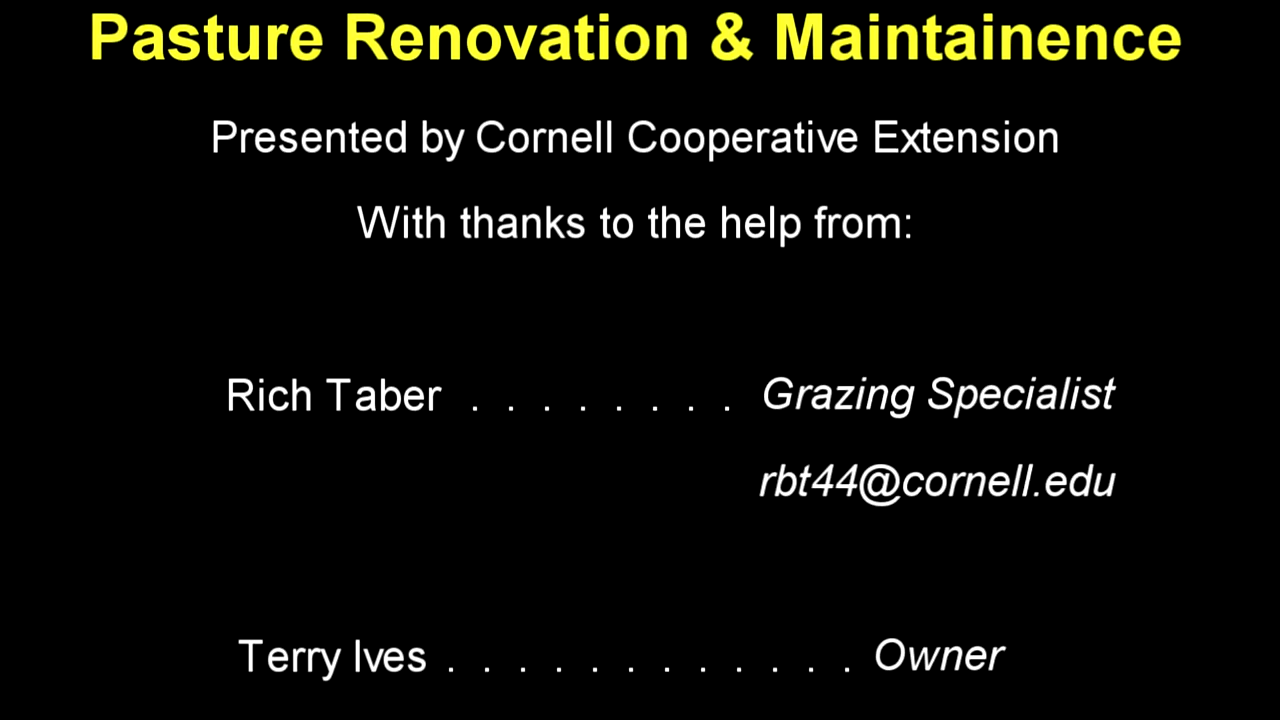 Pasture Renovation & Maintainence
Presented by Cornell Cooperative Extension
With thanks to the help from:
Rich Taber . . . . . . . . Grazing Specialist
rbt44@cornell.edu
Terry Ives . . . . . . . . . . . . Owner